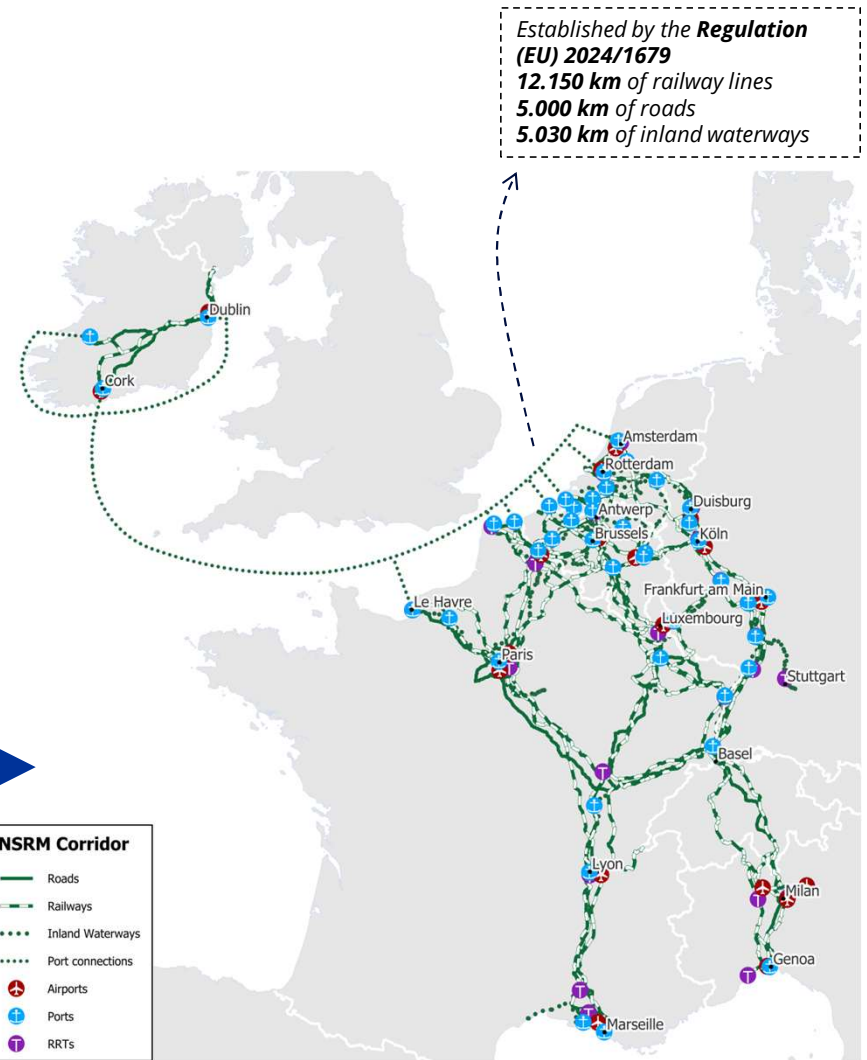 Established by the Regulation
(EU) 2024/1679
12.150 km of railway lines
5.000 km of roads
5.030 km of inland waterways
Dublin
Cork
Amsterdam
Rotterdam
Duisburg
Antwerp
Brussels
Köln
Frankfurt am Main
Le Havre
Luxembourg
Paris
Stuttgart
Basel
Lyon
Milan
Genoa
Marseille
NSRM Corridor
Roads
Railways
Inland Waterways
Port connections
Airports
Ports
T RRTs